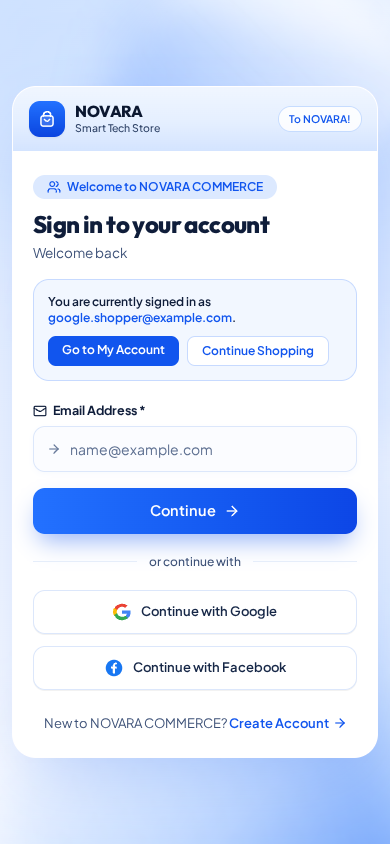 NOVARA
Smart Tech Store
To NOVARA!
Welcome to NOVARA COMMERCE
Sign in to your account
Welcome back
You are currently signed in as
google.shopper@example.com.
Go to My Account
Continue Shopping
Email Address *
name@example.com
Continue
or continue with
Continue with Google
Continue with Facebook
New to NOVARA COMMERCE? Create Account